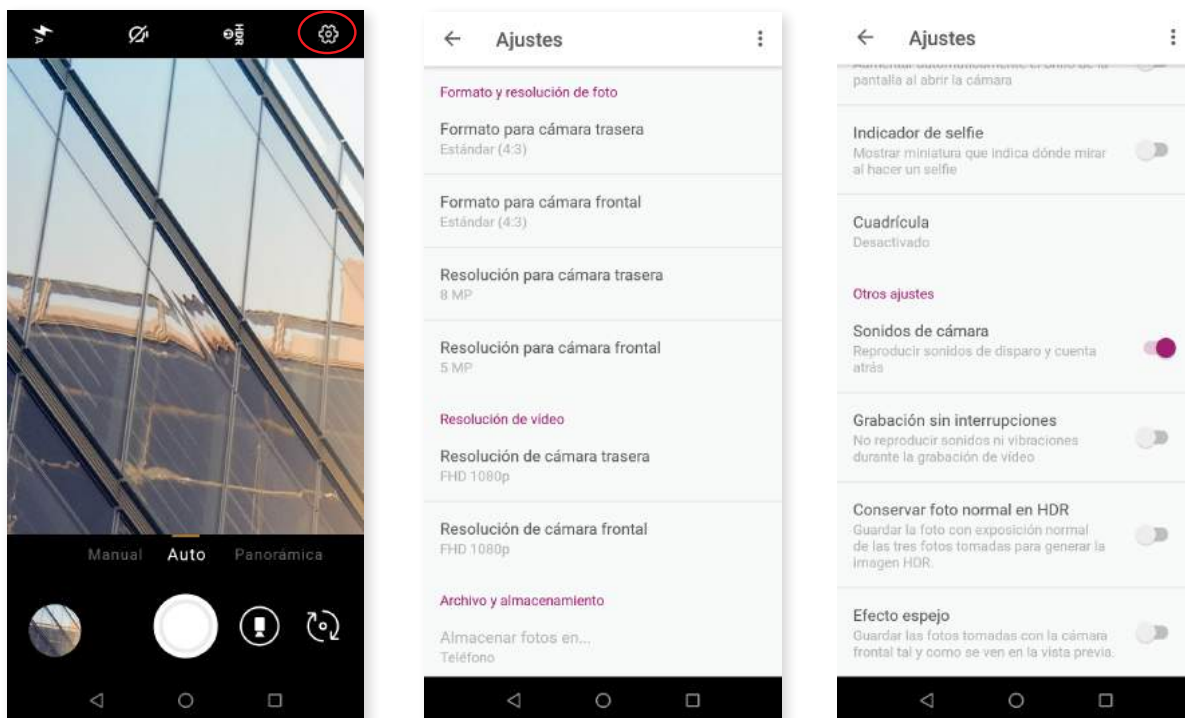 A
HDR
Manual Auto Panorámica
Ajustes
Formato y resolución de foto
Formato para cámara trasera
Estándar (4:3)
Formato para cámara frontal
Estándar (4:3)
Resolución para cámara trasera
8 MP
Resolución para cámara frontal
5 MP
Resolución de vídeo
Resolución de cámara trasera
FHD 1080p
Resolución de cámara frontal
FHD 1080p
Archivo y almacenamiento
Almacenar fotos en...
Teléfono
Ajustes
Aumentar automáticamente el brillo de la
pantalla al abrir la cámara
Indicador de selfie
Mostrar miniatura que indica dónde mirar
al hacer un selfie
Cuadrícula
Desactivado
Otros ajustes
Sonidos de cámara
Reproducir sonidos de disparo y cuenta
atrás
Grabación sin interrupciones
No reproducir sonidos ni vibraciones
durante la grabación de vídeo
Conservar foto normal en HDR
Guardar la foto con exposición normal
de las tres fotos tomadas para generar la
imagen HDR.
Efecto espejo
Guardar las fotos tomadas con la cámara
frontal tal y como se ven en la vista previa.